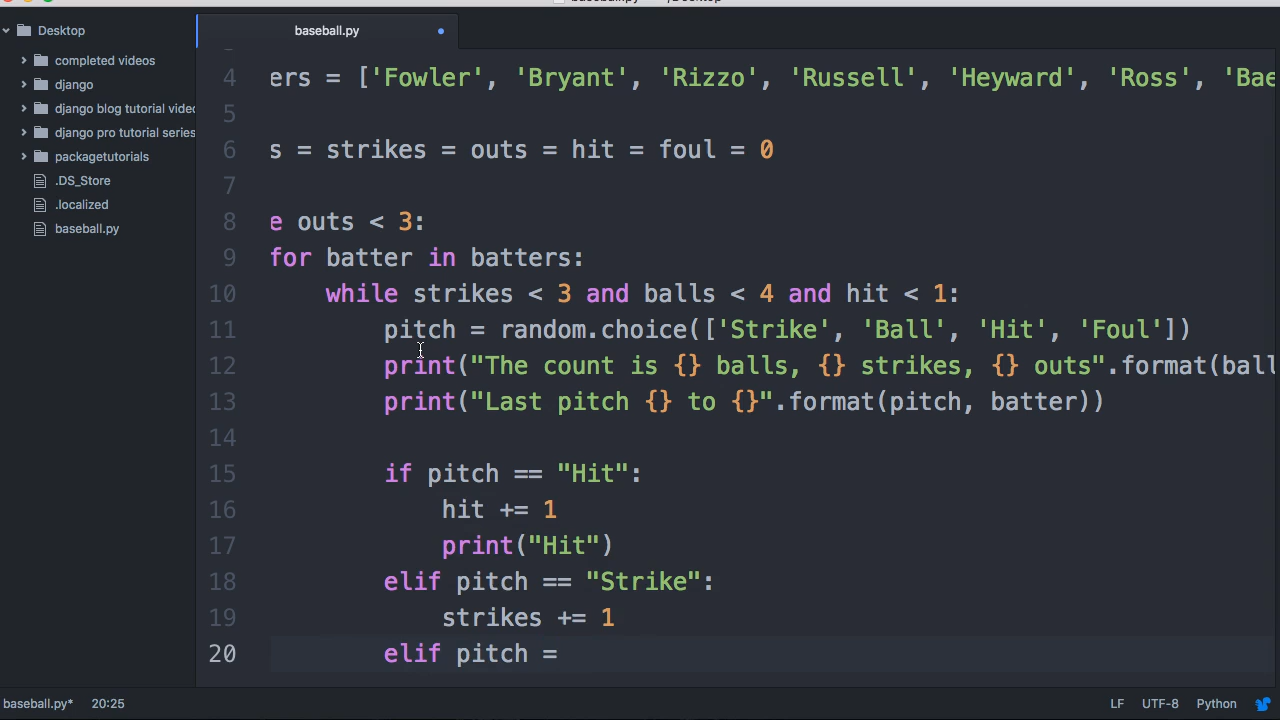 baseball.py — ~/Desktop
Desktop
completed videos
django
django blog tutorial videc
django pro tutorial series
packagetutorials
.DS_Store
.localized
baseball.py
baseball.py
4 ers = ['Fowler', 'Bryant', 'Rizzo', 'Russell', 'Heyward', 'Ross', 'Bae
5
6 s = strikes = outs = hit = foul = 0
7
8 e outs < 3:
9 for batter in batters:
10 while strikes < 3 and balls < 4 and hit < 1:
11 pitch = random.choice(['Strike', 'Ball', 'Hit', 'Foul'])
12 print("The count is {} balls, {} strikes, {} outs".format(ball
13 print("Last pitch {} to {}".format(pitch, batter))
14
15 if pitch == "Hit":
16 hit += 1
17 print("Hit")
18 elif pitch == "Strike":
19 strikes += 1
20 elif pitch =
baseball.py* 20:25 LF UTF-8 Python